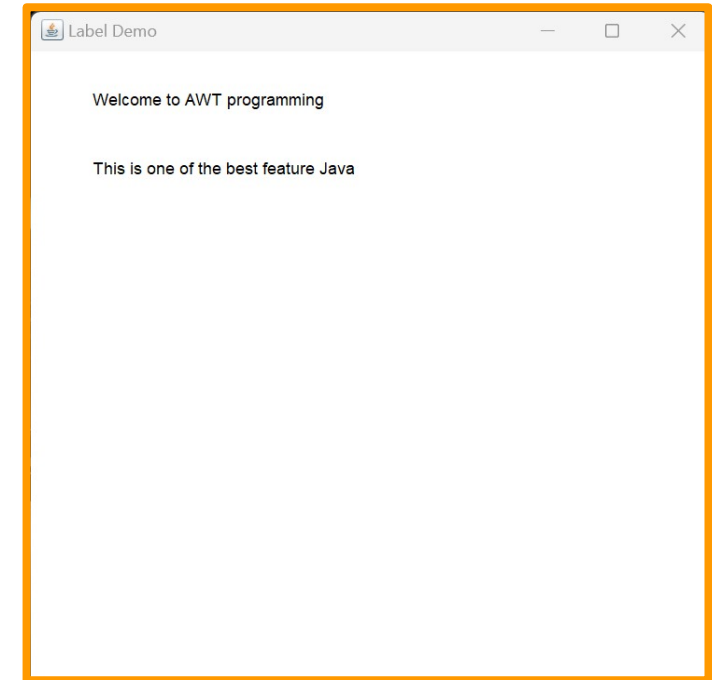 Label Demo
Welcome to AWT programming
This is one of the best feature Java